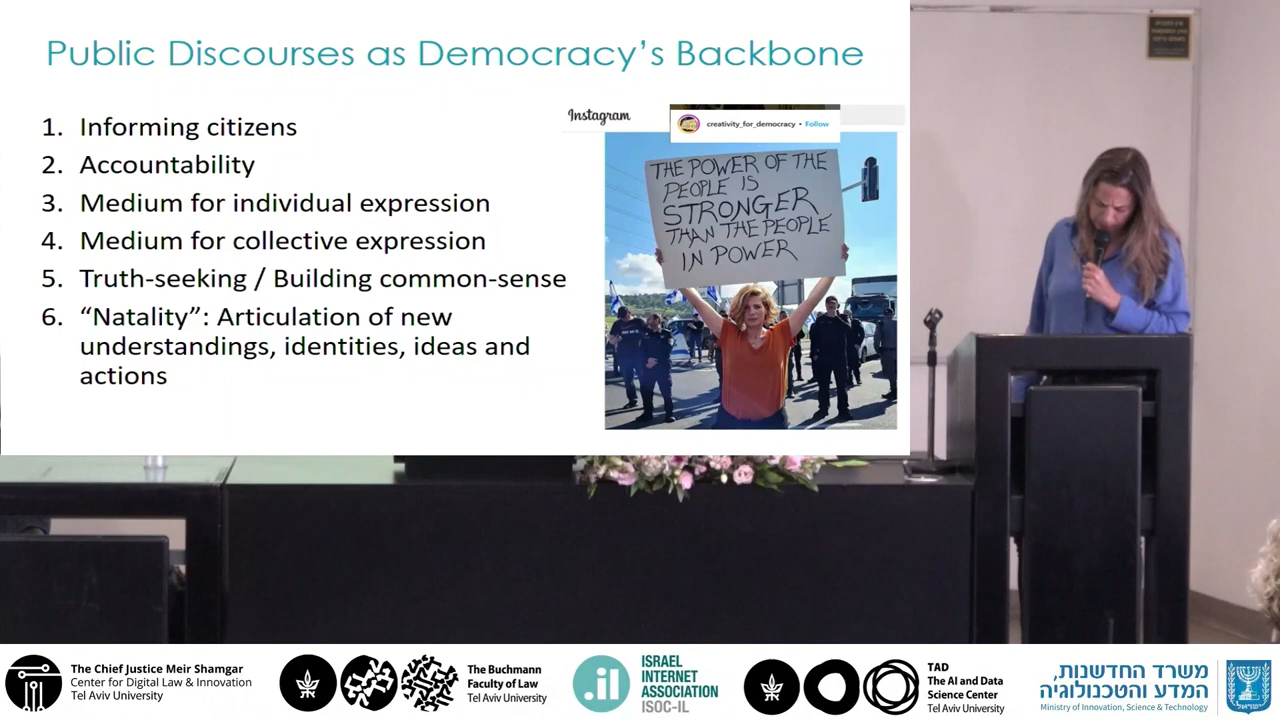 Public Discourses as Democracy's Backbone
1. Informing citizens
2. Accountability
3. Medium for individual expression
4. Medium for collective expression
5. Truth-seeking / Building common-sense
6. "Natality": Articulation of new
understandings, identities, ideas and
actions
Instagram
creativity_for_democracy • Follow
THE POWER OF THE
PEOPLE IS
STRONGER
THAN THE PEOPLE
IN POWER
The Chief Justice Meir Shamgar
Center for Digital Law & Innovation
Tel Aviv University
The Buchmann
Faculty of Law
Tel Aviv University
.il
ISRAEL
INTERNET
ASSOCIATION
ISOC-IL
TAD
The AI and Data
Science Center
Tel Aviv University
משרד החדשנות,
המדע והטכנולוגיה
Ministry of Innovation, Science & Technology